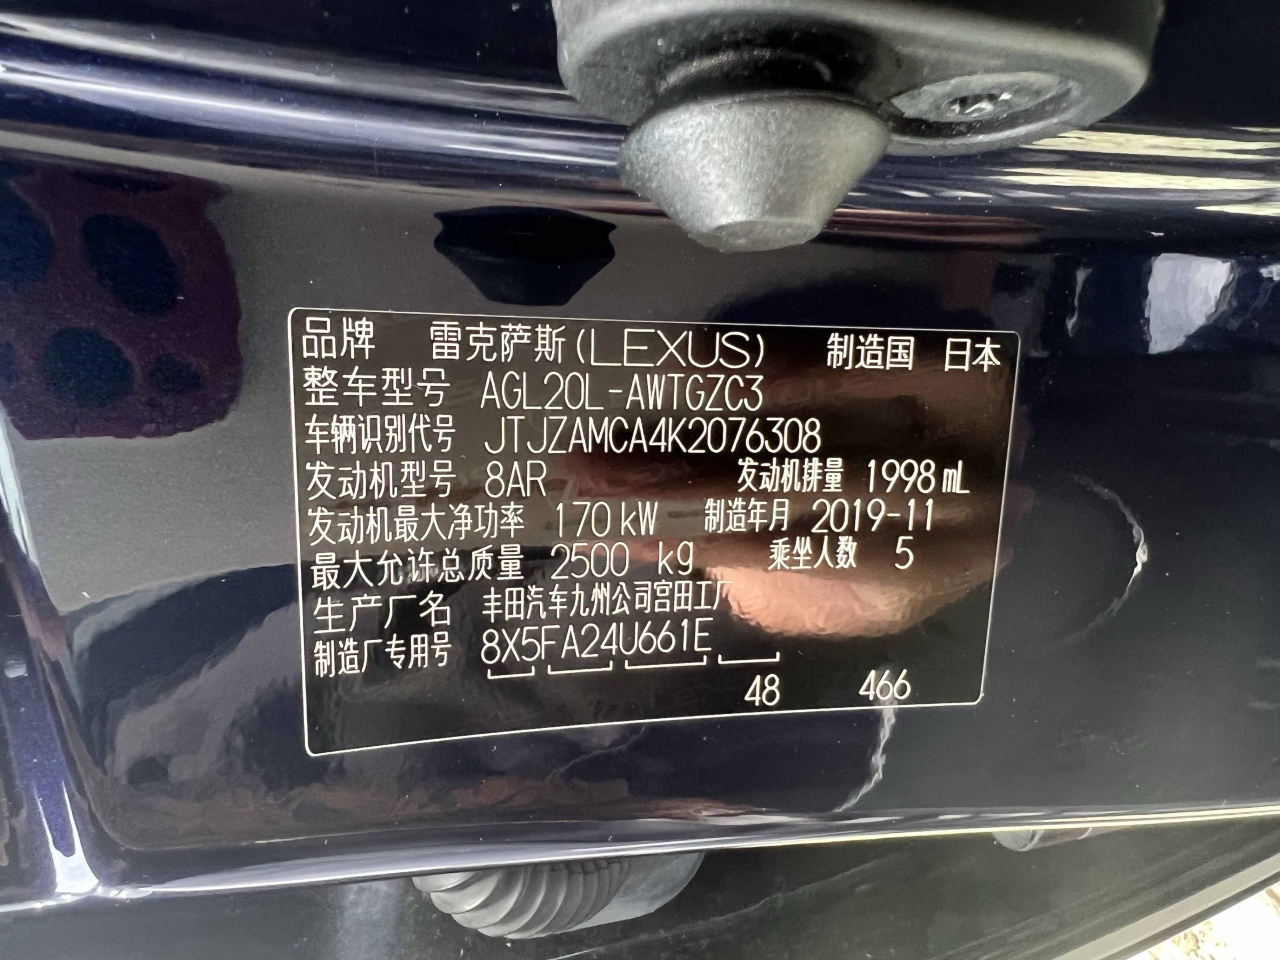 品牌 雷克萨斯(LEXUS) 制造国 日本
整车型号 AGL20L-AWTGZC3
车辆识别代号 JTJZAMCA4K2076308
发动机型号 8AR 发动机排量 1998 mL
发动机最大净功率 170 kW 制造年月 2019-11
最大允许总质量 2500 kg 乘坐人数 5
生产厂名 丰田汽车九州公司宫田工厂
制造厂专用号 8X5FA24U661E
48 466